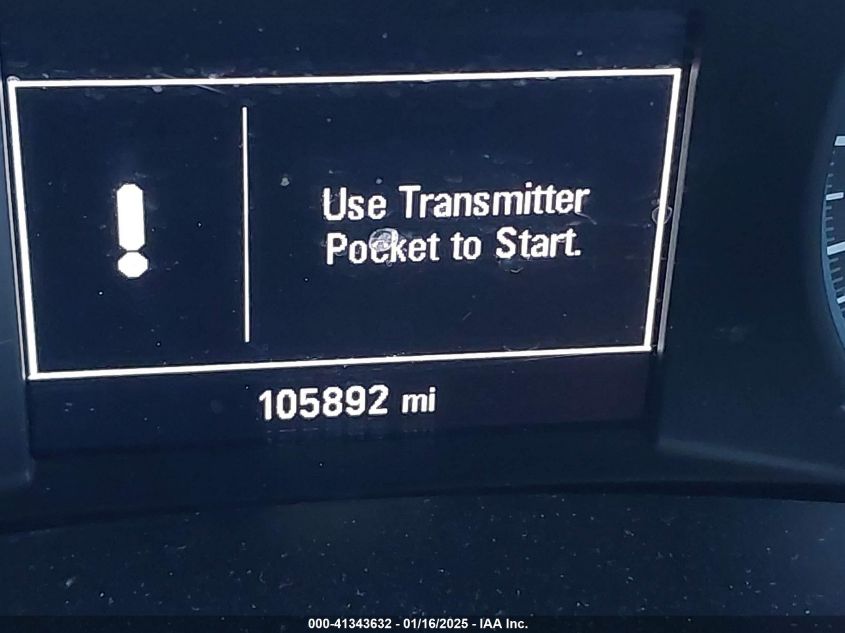 Use Transmitter
Pocket to Start.
105892 mi
000-41343632 - 01/16/2025 - IAA Inc.